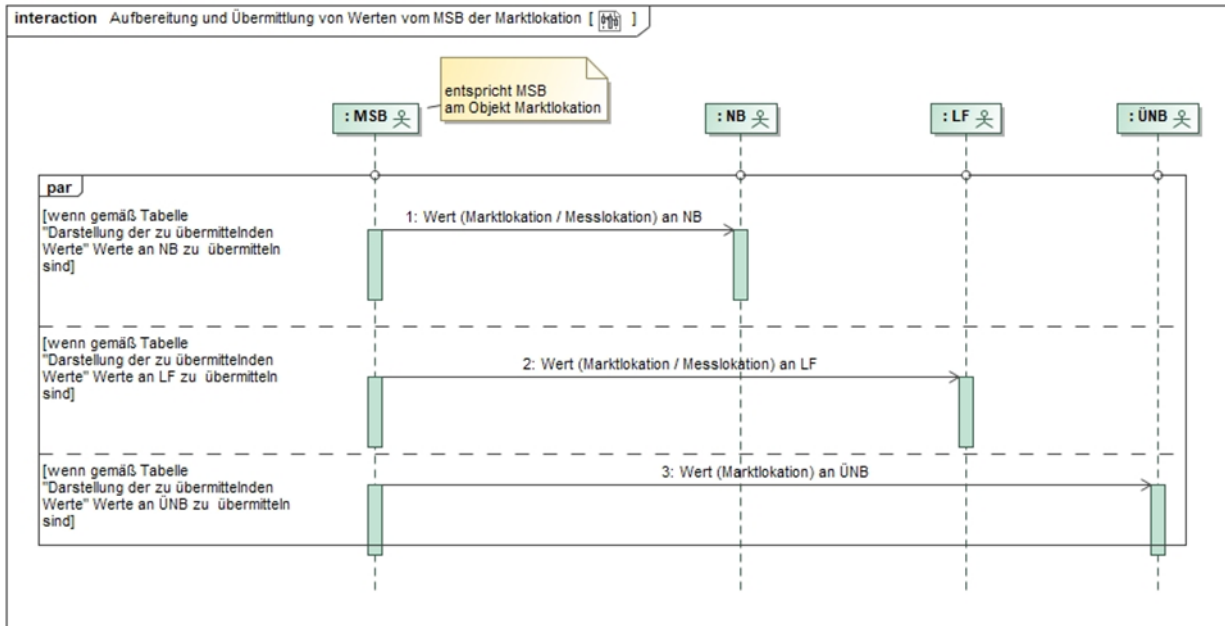 interaction Aufbereitung und Übermittlung von Werten vom MSB der Marktlokation [ ]
entspricht MSB
am Objekt Marktlokation
: MSB
: NB
: LF
: ÜNB
par
[wenn gemäß Tabelle
"Darstellung der zu übermittelnden
Werte" Werte an NB zu übermitteln
sind]
1: Wert (Marktlokation / Messlokation) an NB
[wenn gemäß Tabelle
"Darstellung der zu übermittelnden
Werte" Werte an LF zu übermitteln
sind]
2: Wert (Marktlokation / Messlokation) an LF
[wenn gemäß Tabelle
"Darstellung der zu übermittelnden
Werte" Werte an ÜNB zu übermitteln
sind]
3: Wert (Marktlokation) an ÜNB